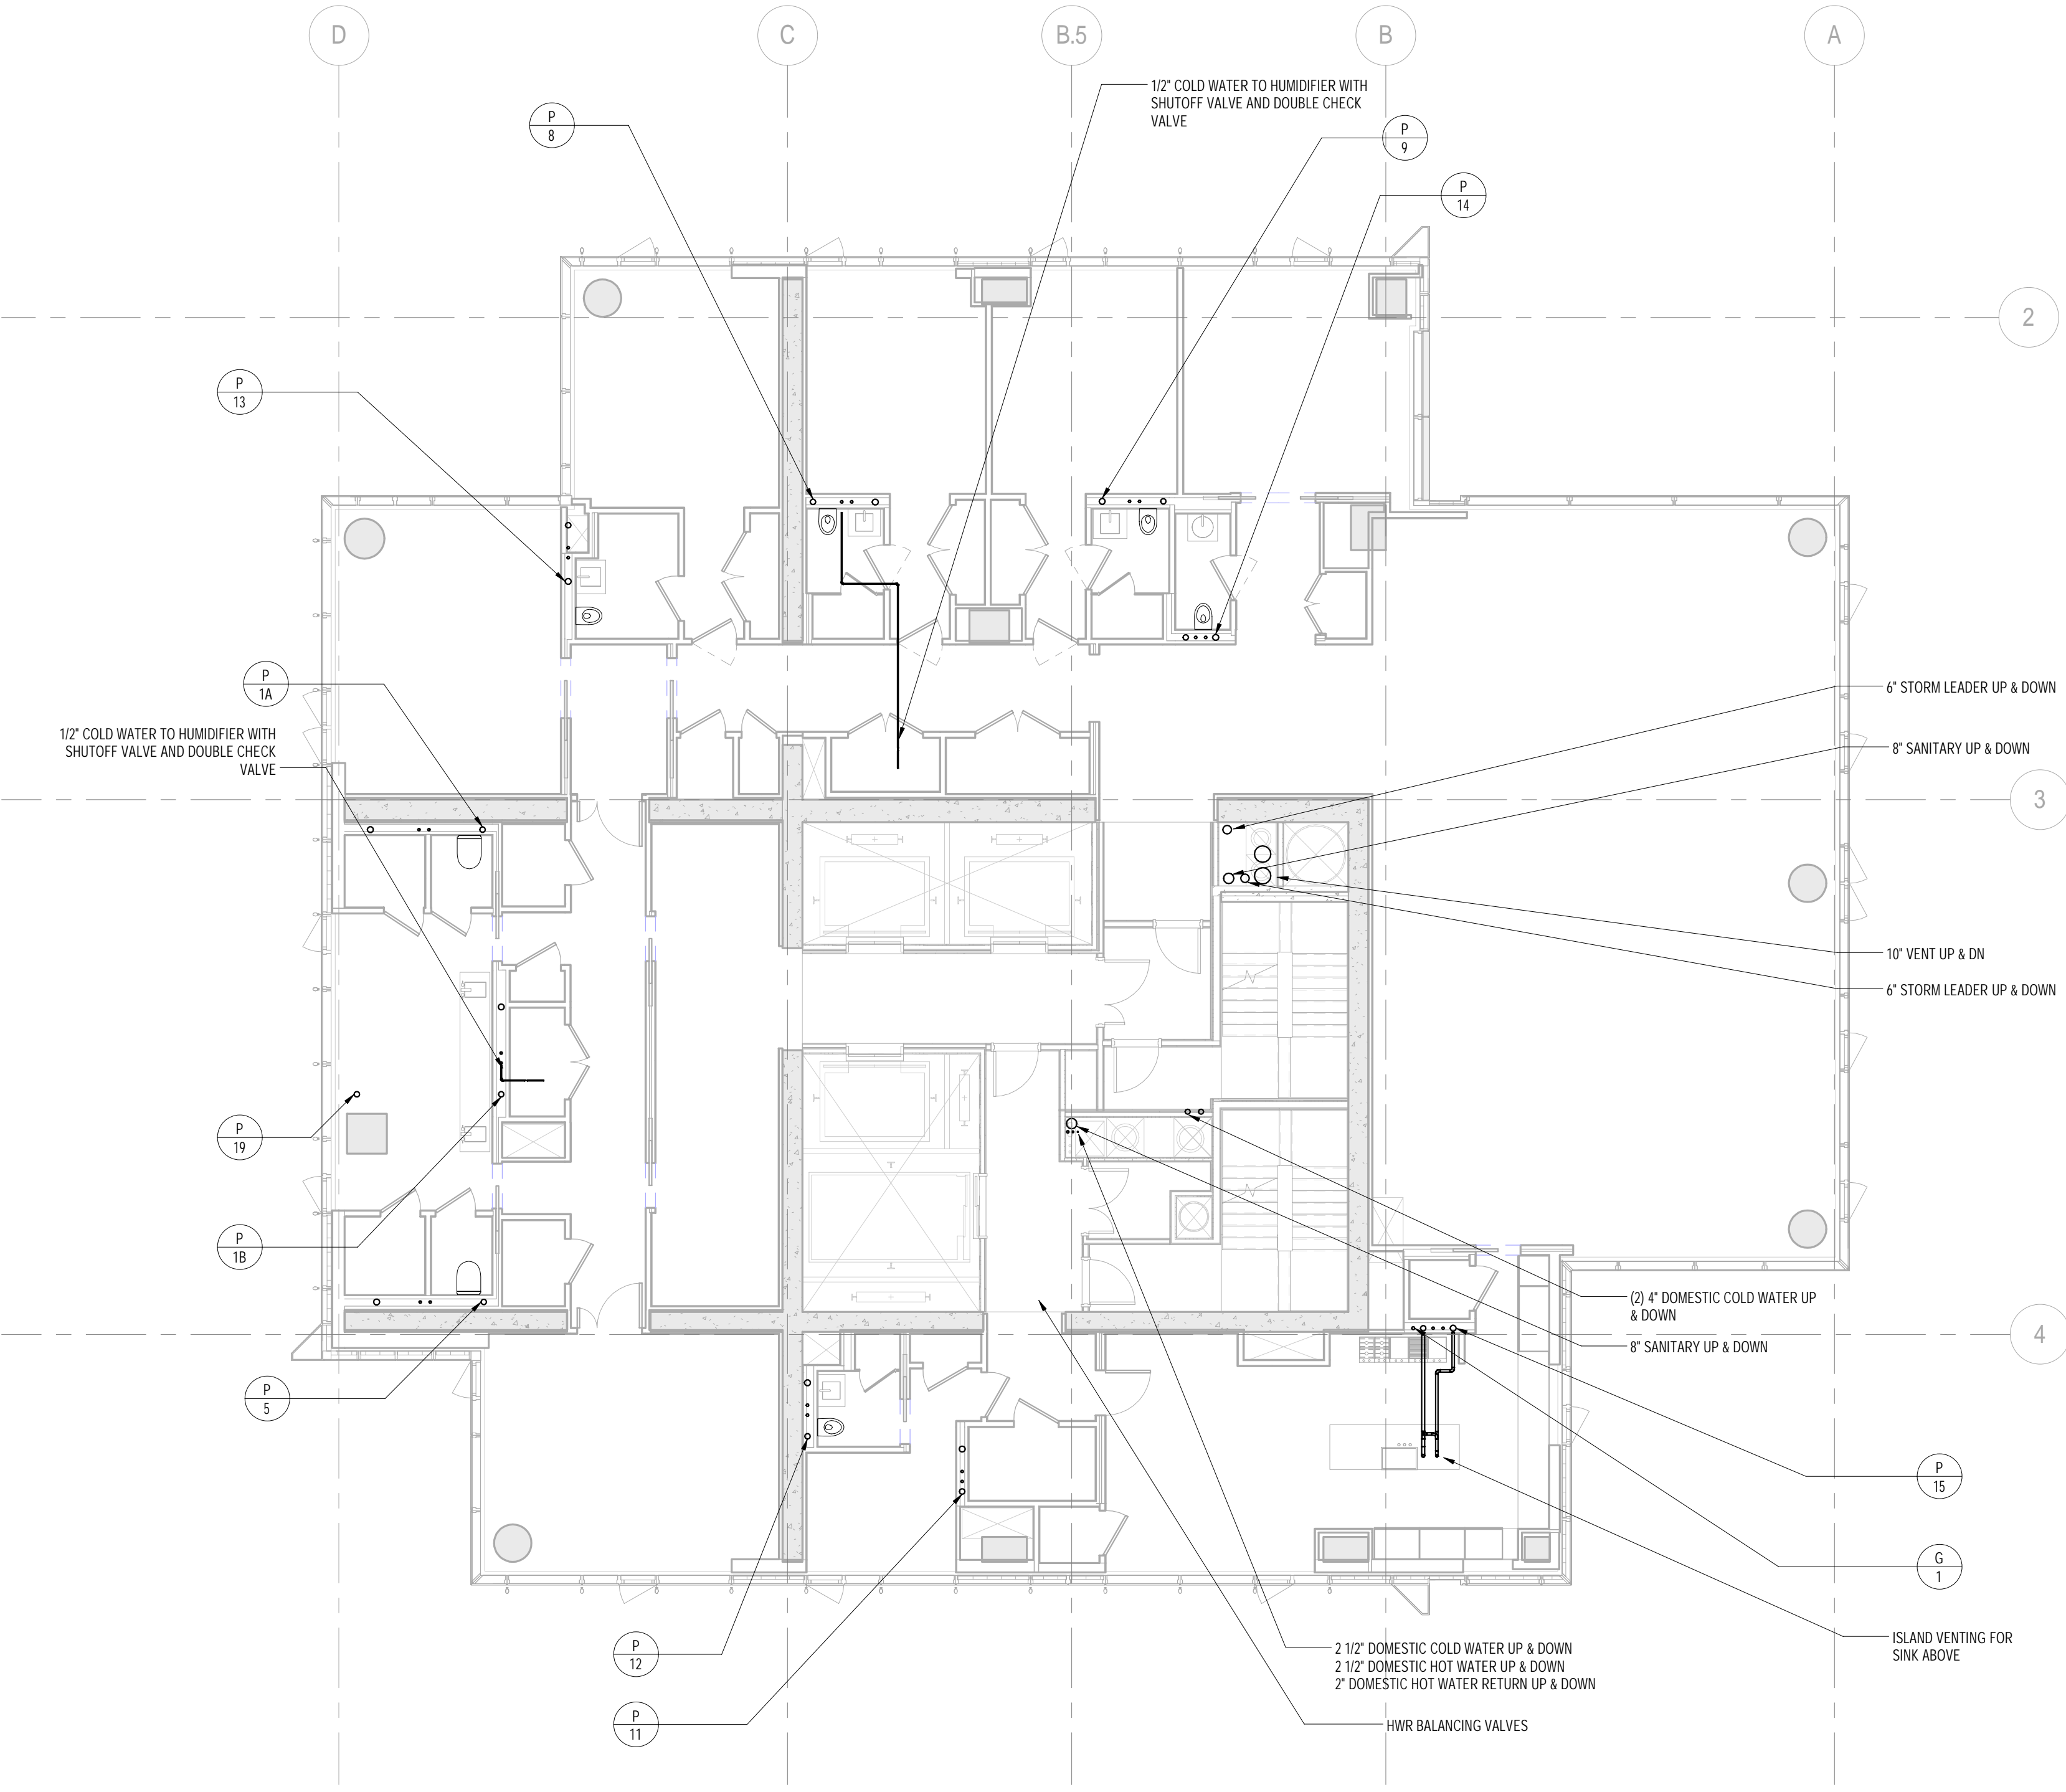 D
C
B.5
B
A
1/2" COLD WATER TO HUMIDIFIER WITH
SHUTOFF VALVE AND DOUBLE CHECK
VALVE
P
8
P
9
P
14
2
P
13
P
1A
6" STORM LEADER UP & DOWN
1/2" COLD WATER TO HUMIDIFIER WITH
SHUTOFF VALVE AND DOUBLE CHECK
VALVE
8" SANITARY UP & DOWN
3
10" VENT UP & DN
6" STORM LEADER UP & DOWN
P
19
P
1B
(2) 4" DOMESTIC COLD WATER UP
& DOWN
8" SANITARY UP & DOWN
4
P
5
P
15
G
1
P
12
2 1/2" DOMESTIC COLD WATER UP & DOWN
2 1/2" DOMESTIC HOT WATER UP & DOWN
2" DOMESTIC HOT WATER RETURN UP & DOWN
ISLAND VENTING FOR
SINK ABOVE
P
11
HWR BALANCING VALVES